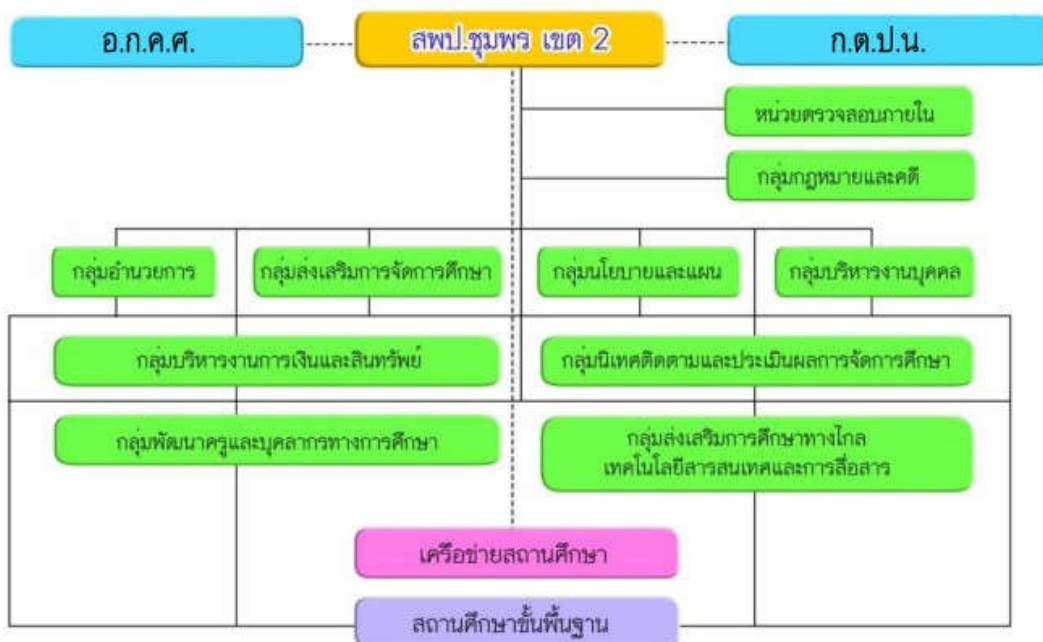 อ.ก.ค.ศ.
สพป.ชุมพร เขต 2
ก.ต.ป.น.
หน่วยตรวจสอบภายใน
กลุ่มกฎหมายและคดี
กลุ่มอำนวยการ
กลุ่มส่งเสริมการจัดการศึกษา
กลุ่มนโยบายและแผน
กลุ่มบริหารงานบุคคล
กลุ่มบริหารงานการเงินและสินทรัพย์
กลุ่มนิเทศติดตามและประเมินผลการจัดการศึกษา
กลุ่มพัฒนาครูและบุคลากรทางการศึกษา
กลุ่มส่งเสริมการศึกษาทางไกล
เทคโนโลยีสารสนเทศและการสื่อสาร
เครือข่ายสถานศึกษา
สถานศึกษาขั้นพื้นฐาน